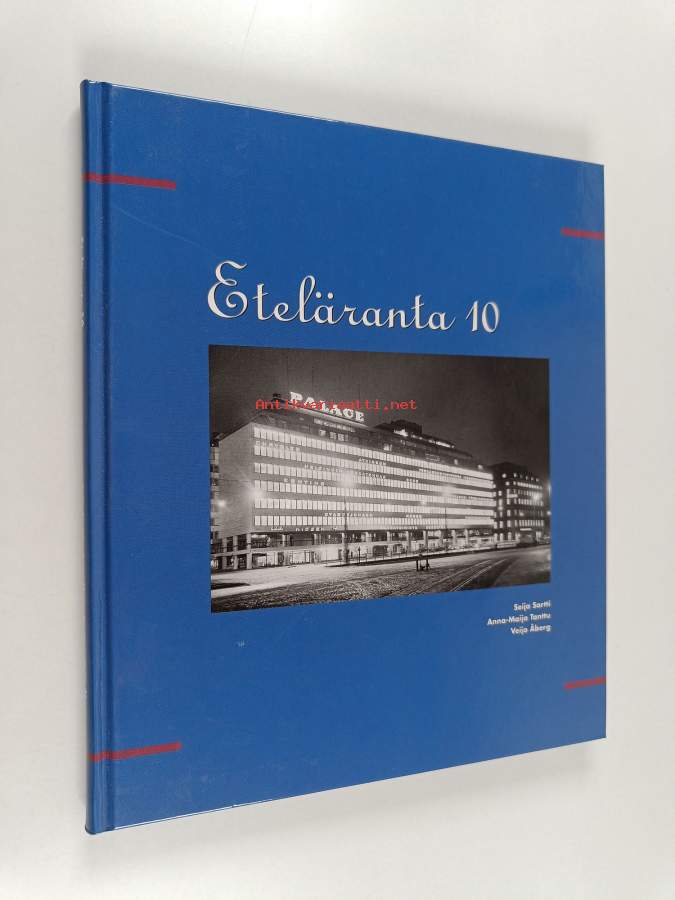 Eteläranta 10
PALACE
Antikvariaatti.net
Seija Sartti
Anna-Maija Tanttu
Veijo Åberg